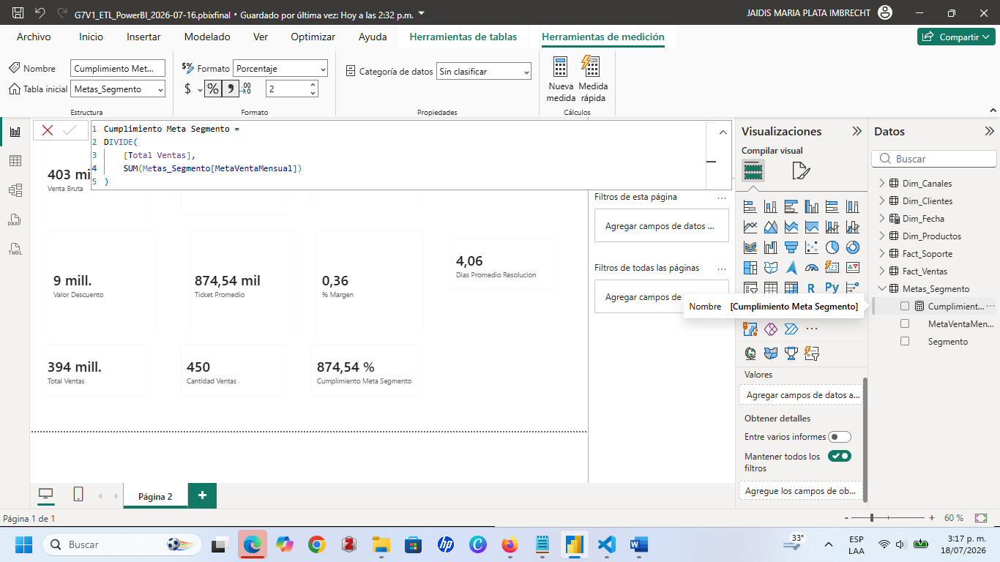 G7V1_ETL_PowerBI_2026-07-16.pbixfinal • Guardado por última vez: Hoy a las 2:32 p.m.
JAIDIS MARIA PLATA IMBRECHT
Archivo Inicio Insertar Modelado Ver Optimizar Ayuda Herramientas de tablas Herramientas de medición
Compartir
Nombre Cumplimiento Met...
Tabla inicial Metas_Segmento
Estructura
Formato Porcentaje
$ % 2
Formato
Categoría de datos Sin clasificar
Propiedades
Nueva medida
Medida rápida
Cálculos
1 Cumplimiento Meta Segmento =
2 DIVIDE(
3 [Total Ventas],
4 SUM(Metas_Segmento[MetaVentaMensual])
5 )
403 mi
Venta Bruta
9 mill.
Valor Descuento
874,54 mil
Ticket Promedio
0,36
% Margen
4,06
Dias Promedio Resolucion
394 mill.
Total Ventas
450
Cantidad Ventas
874,54 %
Cumplimiento Meta Segmento
Filtros de esta página ...
Agregar campos de datos ...
Filtros de todas las páginas ...
Agregar campos de
Nombre [Cumplimiento Meta Segmento]
Visualizaciones
Compilar visual
R Py
123
...
Valores
Agregar campos de datos a...
Obtener detalles
Entre varios informes
Mantener todos los filtros
Agregue los campos de ob...
Datos
Buscar
Dim_Canales
Dim_Clientes
Dim_Fecha
Dim_Productos
Fact_Soporte
Fact_Ventas
Metas_Segmento
Cumplimient... ...
MetaVentaMen...
Segmento
DAX
TMDL
Página 2
+
Página 1 de 1
- + 60 %
Buscar
33°
ESP
LAA
3:17 p. m.
18/07/2026